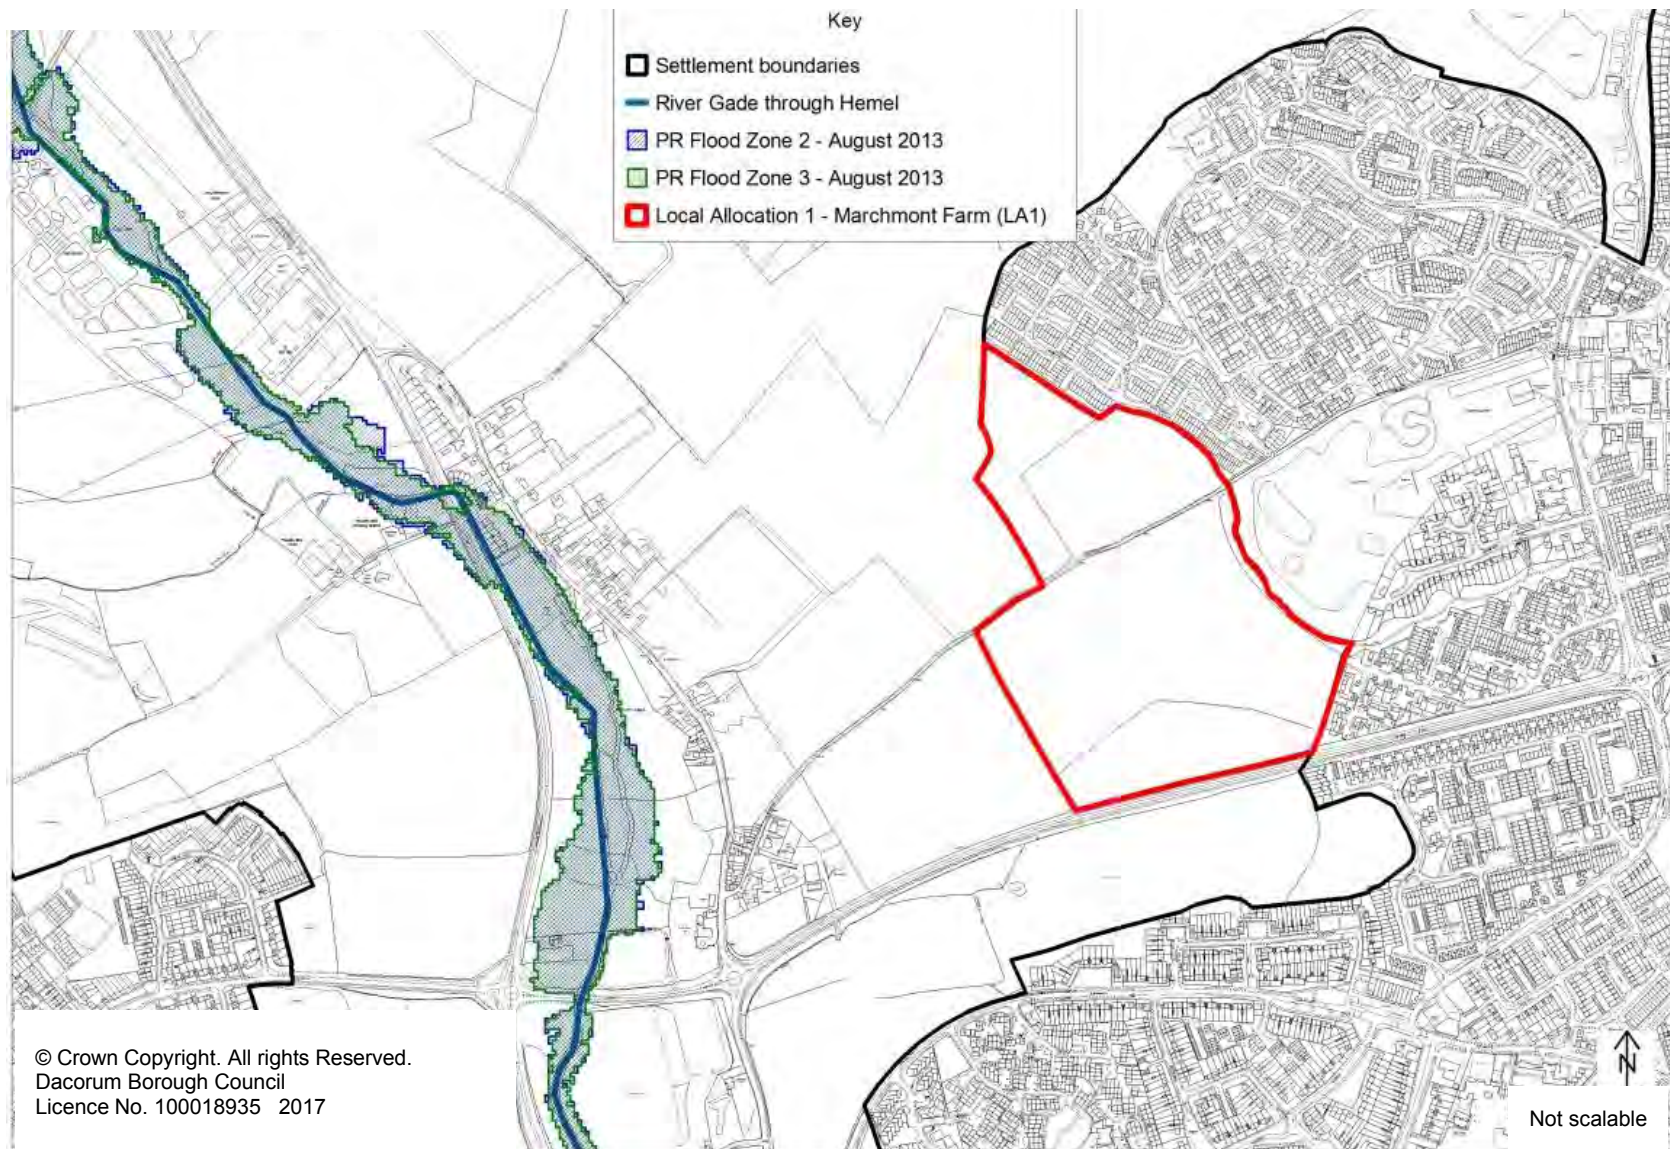 Key
Settlement boundaries
River Gade through Hemel
PR Flood Zone 2 - August 2013
PR Flood Zone 3 - August 2013
Local Allocation 1 - Marchmont Farm (LA1)
© Crown Copyright. All rights Reserved.
Dacorum Borough Council
Licence No. 100018935 2017
N
Not scalable